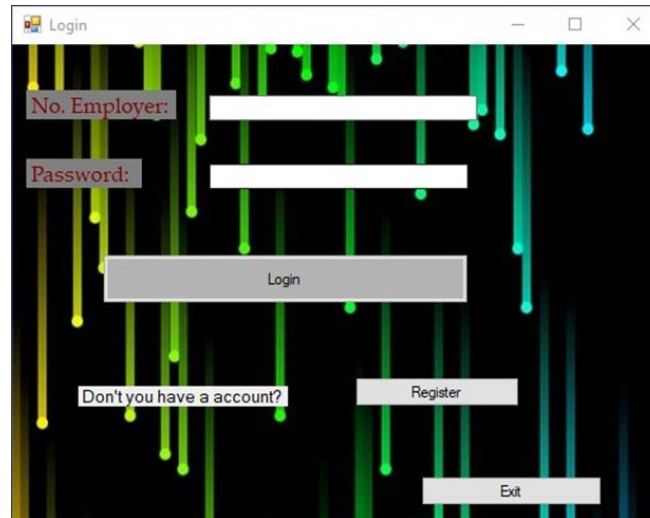 Login
No. Employer:
Password:
Login
Don't you have a account?
Register
Exit